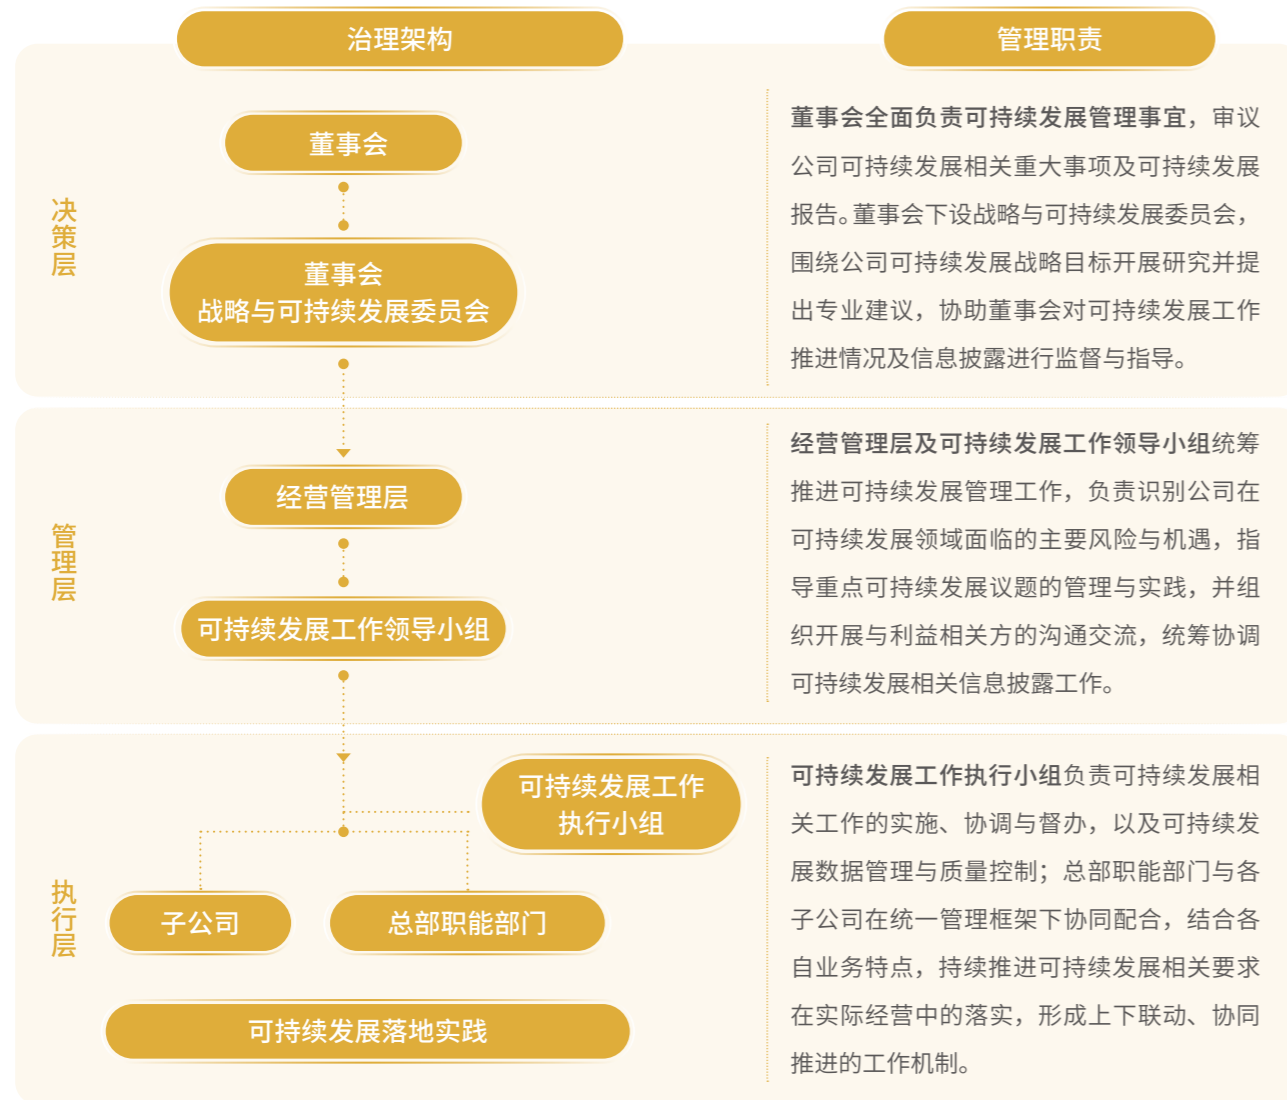 治理架构
管理职责
决策层
董事会
董事会
战略与可持续发展委员会
董事会全面负责可持续发展管理事宜，审议
公司可持续发展相关重大事项及可持续发展
报告。董事会下设战略与可持续发展委员会，
围绕公司可持续发展战略目标开展研究并提
出专业建议，协助董事会对可持续发展工作
推进情况及信息披露进行监督与指导。
管理层
经营管理层
可持续发展工作领导小组
经营管理层及可持续发展工作领导小组统筹
推进可持续发展管理工作，负责识别公司在
可持续发展领域面临的主要风险与机遇，指
导重点可持续发展议题的管理与实践，并组
织开展与利益相关方的沟通交流，统筹协调
可持续发展相关信息披露工作。
执行层
可持续发展工作
执行小组
子公司
总部职能部门
可持续发展落地实践
可持续发展工作执行小组负责可持续发展相
关工作的实施、协调与督办，以及可持续发
展数据管理与质量控制；总部职能部门与各
子公司在统一管理框架下协同配合，结合各
自业务特点，持续推进可持续发展相关要求
在实际经营中的落实，形成上下联动、协同
推进的工作机制。